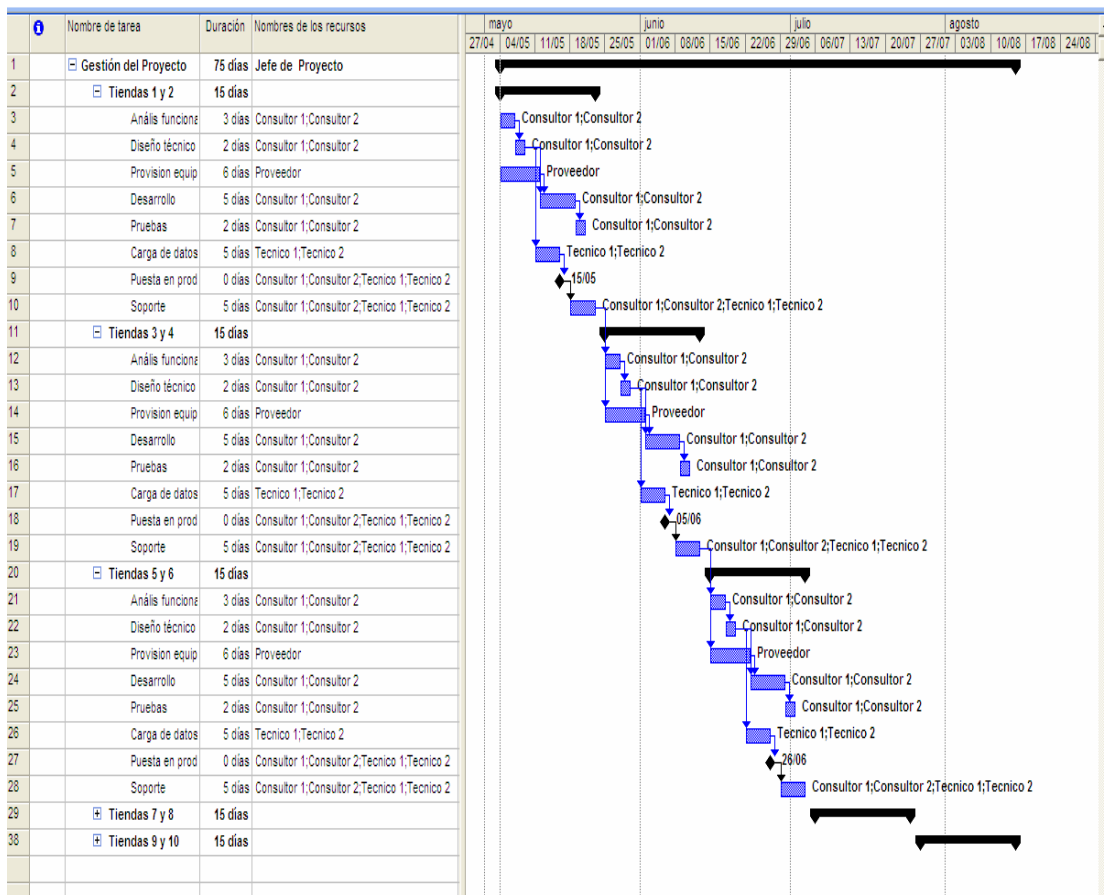 Nombre de tarea Duración Nombres de los recursos mayo junio julio agosto
27/04 04/05 11/05 18/05 25/05 01/06 08/06 15/06 22/06 29/06 06/07 13/07 20/07 27/07 03/08 10/08 17/08 24/08
1 Gestión del Proyecto 75 días Jefe de Proyecto
2 Tiendas 1 y 2 15 días
3 Anális funciona 3 días Consultor 1;Consultor 2 Consultor 1;Consultor 2
4 Diseño técnico 2 días Consultor 1;Consultor 2 Consultor 1;Consultor 2
5 Provision equip 6 días Proveedor Proveedor
6 Desarrollo 5 días Consultor 1;Consultor 2 Consultor 1;Consultor 2
7 Pruebas 2 días Consultor 1;Consultor 2 Consultor 1;Consultor 2
8 Carga de datos 5 días Tecnico 1;Tecnico 2 Tecnico 1;Tecnico 2
9 Puesta en prod 0 días Consultor 1;Consultor 2;Tecnico 1;Tecnico 2 15/05
10 Soporte 5 días Consultor 1;Consultor 2;Tecnico 1;Tecnico 2 Consultor 1;Consultor 2;Tecnico 1;Tecnico 2
11 Tiendas 3 y 4 15 días
12 Anális funciona 3 días Consultor 1;Consultor 2 Consultor 1;Consultor 2
13 Diseño técnico 2 días Consultor 1;Consultor 2 Consultor 1;Consultor 2
14 Provision equip 6 días Proveedor Proveedor
15 Desarrollo 5 días Consultor 1;Consultor 2 Consultor 1;Consultor 2
16 Pruebas 2 días Consultor 1;Consultor 2 Consultor 1;Consultor 2
17 Carga de datos 5 días Tecnico 1;Tecnico 2 Tecnico 1;Tecnico 2
18 Puesta en prod 0 días Consultor 1;Consultor 2;Tecnico 1;Tecnico 2 05/06
19 Soporte 5 días Consultor 1;Consultor 2;Tecnico 1;Tecnico 2 Consultor 1;Consultor 2;Tecnico 1;Tecnico 2
20 Tiendas 5 y 6 15 días
21 Anális funciona 3 días Consultor 1;Consultor 2 Consultor 1;Consultor 2
22 Diseño técnico 2 días Consultor 1;Consultor 2 Consultor 1;Consultor 2
23 Provision equip 6 días Proveedor Proveedor
24 Desarrollo 5 días Consultor 1;Consultor 2 Consultor 1;Consultor 2
25 Pruebas 2 días Consultor 1;Consultor 2 Consultor 1;Consultor 2
26 Carga de datos 5 días Tecnico 1;Tecnico 2 Tecnico 1;Tecnico 2
27 Puesta en prod 0 días Consultor 1;Consultor 2;Tecnico 1;Tecnico 2 26/06
28 Soporte 5 días Consultor 1;Consultor 2;Tecnico 1;Tecnico 2 Consultor 1;Consultor 2;Tecnico 1;Tecnico 2
29 Tiendas 7 y 8 15 días
38 Tiendas 9 y 10 15 días